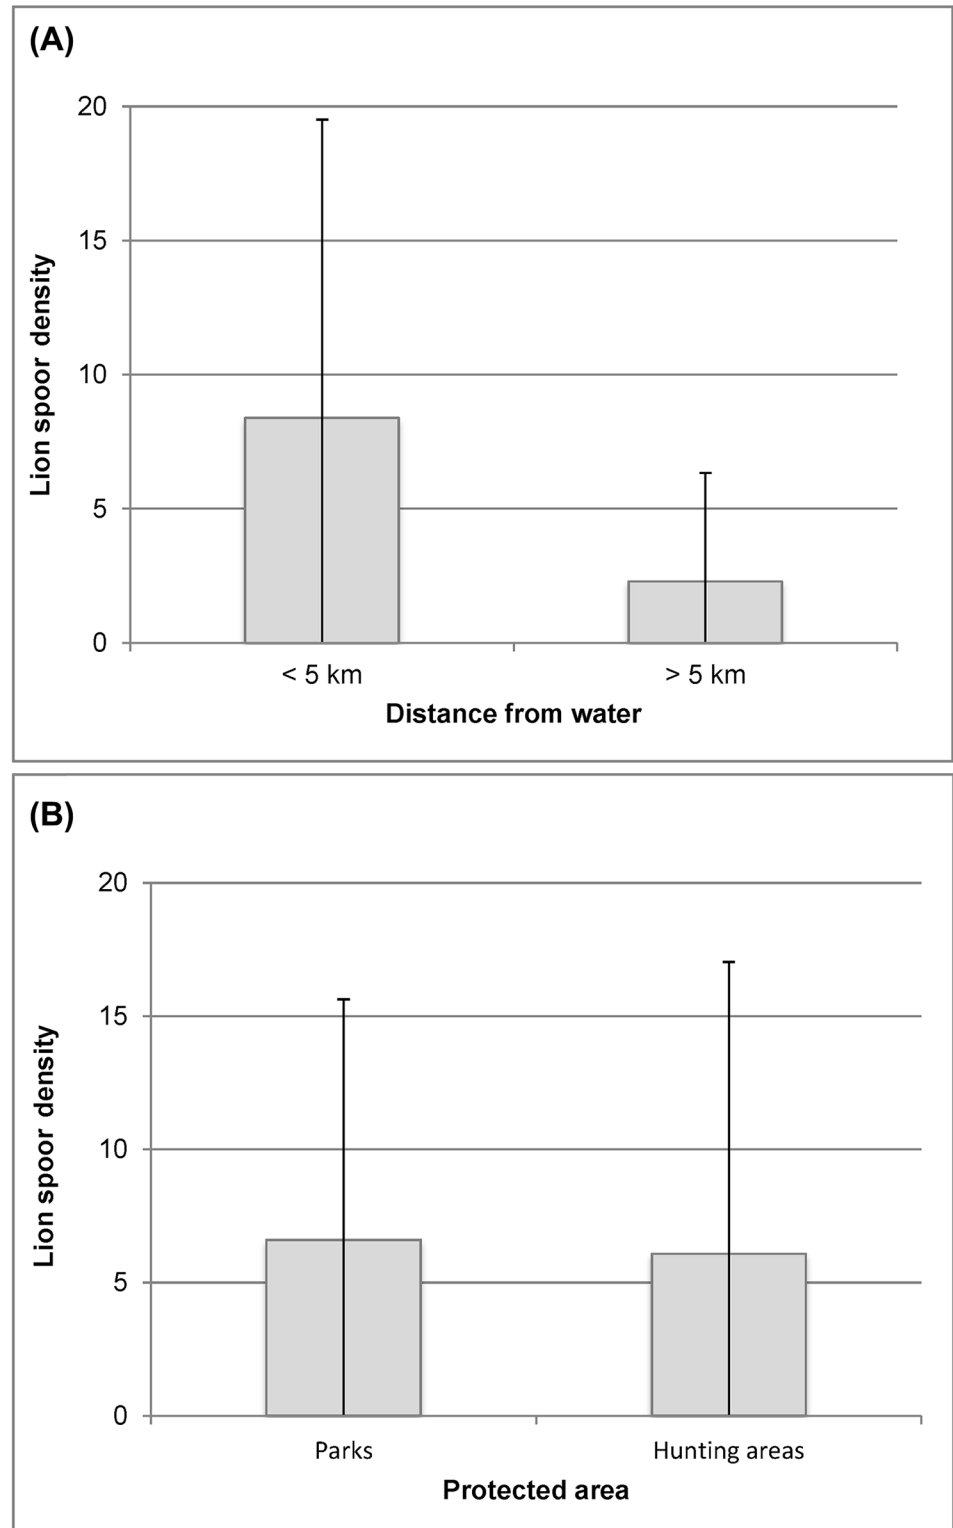 (A)
20
15
10
5
0
Lion spoor density
< 5 km
> 5 km
Distance from water
(B)
20
15
10
5
0
Lion spoor density
Parks
Hunting areas
Protected area